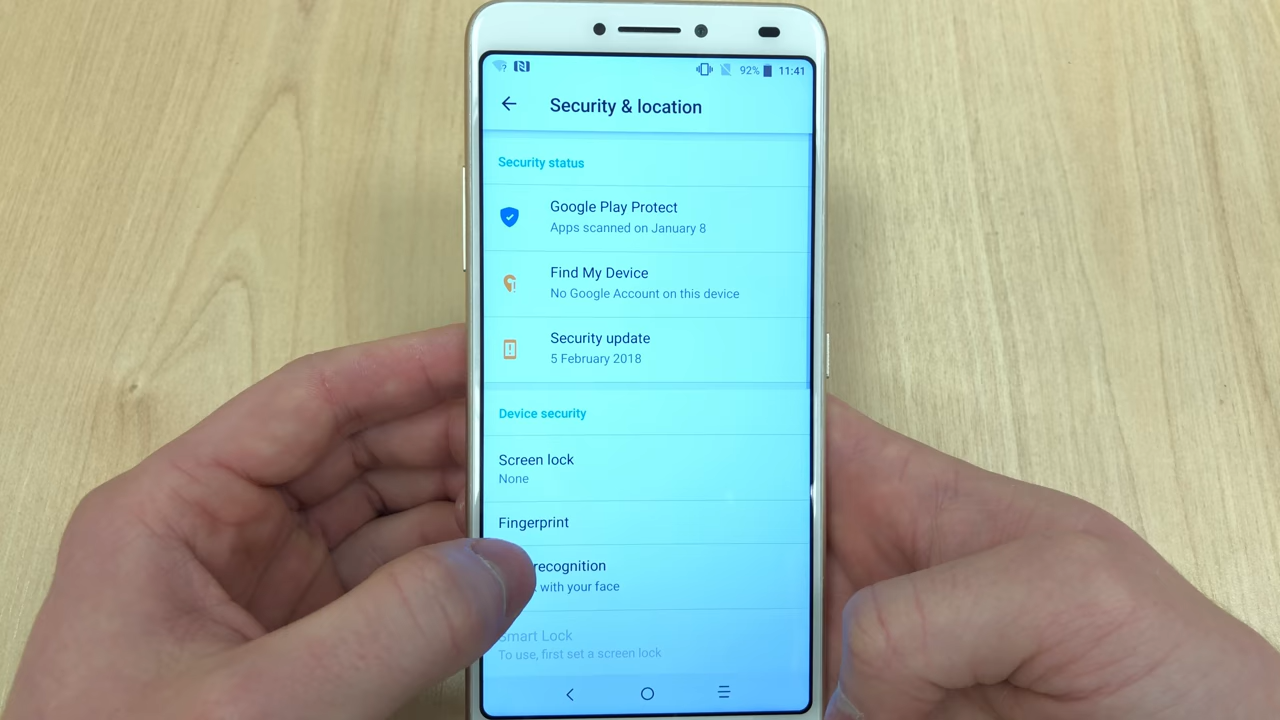 92% 11:41
Security & location
Security status
Google Play Protect
Apps scanned on January 8
Find My Device
No Google Account on this device
Security update
5 February 2018
Device security
Screen lock
None
Fingerprint
recognition
with your face
Smart Lock
To use, first set a screen lock